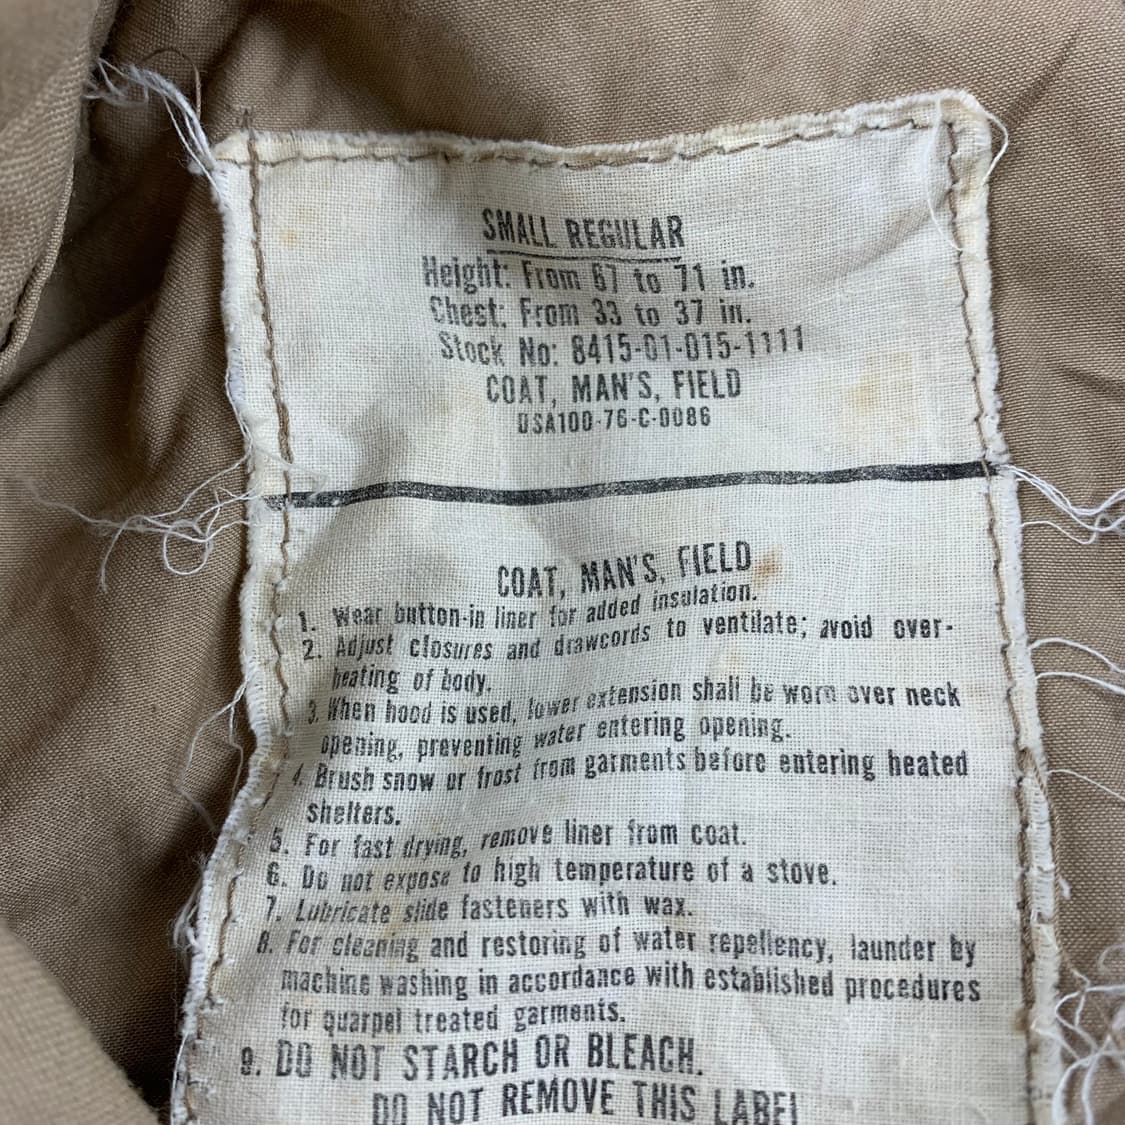 SMALL REGULAR
Height: From 67 to 71 in.
Chest: From 33 to 37 in.
Stock No: 8415-01-015-1111
COAT, MAN'S, FIELD
DSA100-76-C-0086
COAT, MAN'S, FIELD
1. Wear button-in liner for added insulation.
2. Adjust closures and drawcords to ventilate; avoid over-
heating of body.
3. When hood is used, lower extension shall be worn over neck
opening, preventing water entering opening.
4. Brush snow or frost from garments before entering heated
shelters.
5. For fast drying, remove liner from coat.
6. Do not expose to high temperature of a stove.
7. Lubricate slide fasteners with wax.
8. For cleaning and restoring of water repellency, launder by
machine washing in accordance with established procedures
for quarpel treated garments.
9. DO NOT STARCH OR BLEACH.
DO NOT REMOVE THIS LABEL